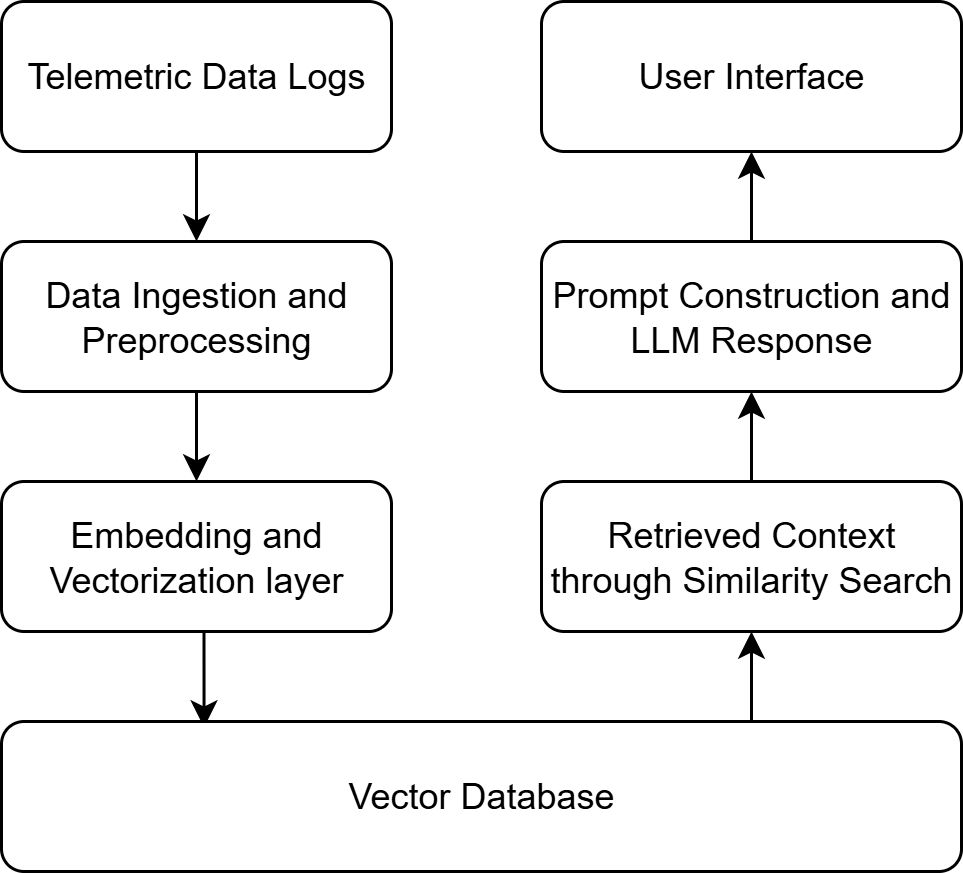 Telemetric Data Logs
Data Ingestion and
Preprocessing
Embedding and
Vectorization layer
Vector Database
Retrieved Context
through Similarity Search
Prompt Construction and
LLM Response
User Interface